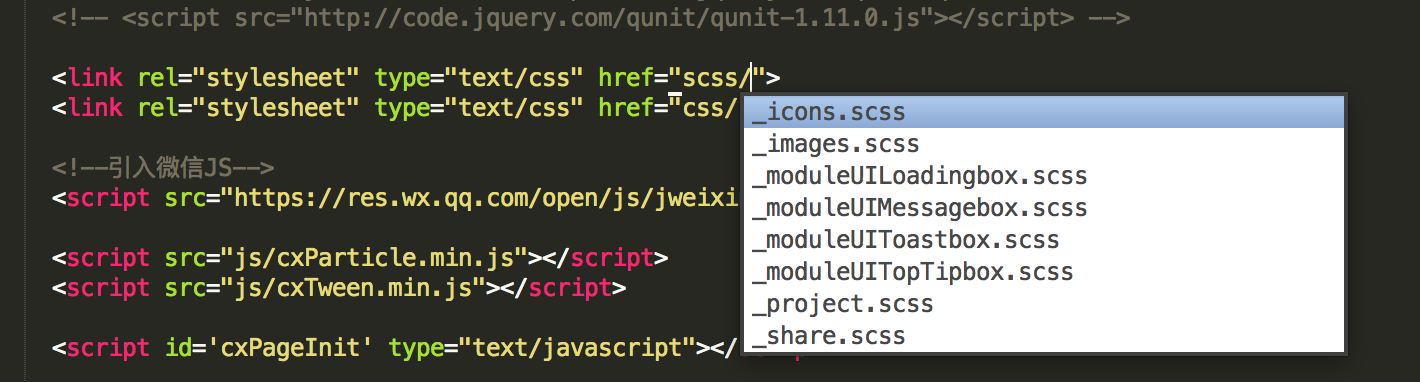 <!-- <script src="http://code.jquery.com/qunit/qunit-1.11.0.js"></script> -->
<link rel="stylesheet" type="text/css" href="scss/">
<link rel="stylesheet" type="text/css" href="css/
_icons.scss
_images.scss
_moduleUILoadingbox.scss
_moduleUIMessagebox.scss
_moduleUIToastbox.scss
_moduleUITopTipbox.scss
_project.scss
_share.scss
<!--引入微信JS-->
<script src="https://res.wx.qq.com/open/js/jweixi
<script src="js/cxParticle.min.js"></script>
<script src="js/cxTween.min.js"></script>
<script id='cxPageInit' type="text/javascript"></